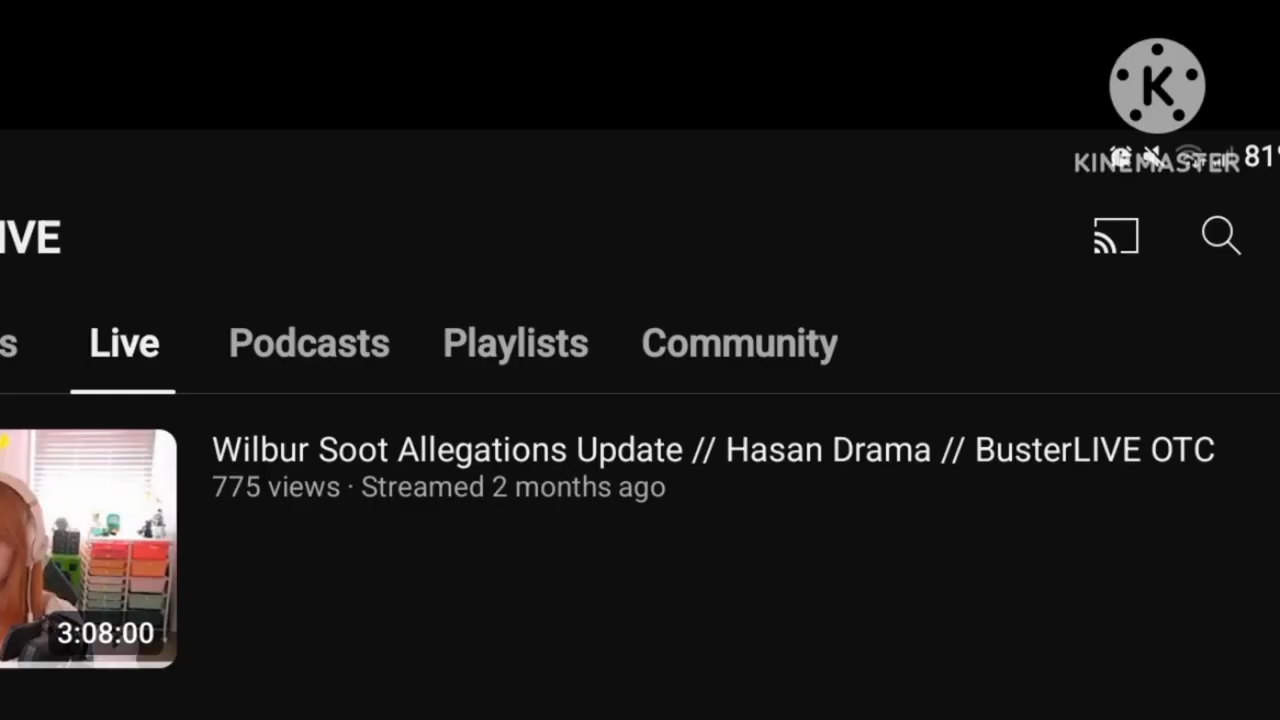 K
KINEMASTER
81%
IVE
s
Live Podcasts Playlists Community
Wilbur Soot Allegations Update // Hasan Drama // BusterLIVE OTC
775 views · Streamed 2 months ago
3:08:00